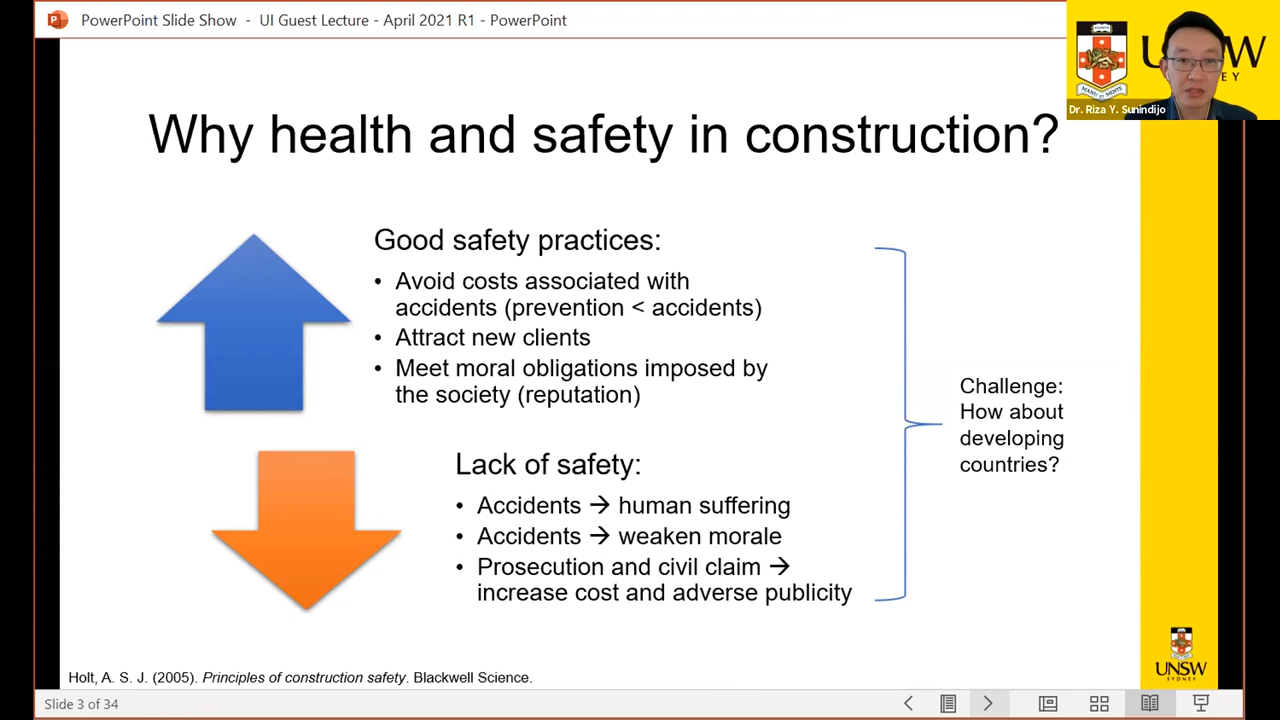 PowerPoint Slide Show - UI Guest Lecture - April 2021 R1 - PowerPoint
Dr. Riza Y. Sunindijo
Why health and safety in construction?
Good safety practices:
• Avoid costs associated with
accidents (prevention < accidents)
• Attract new clients
• Meet moral obligations imposed by
the society (reputation)
Lack of safety:
• Accidents → human suffering
• Accidents → weaken morale
• Prosecution and civil claim →
increase cost and adverse publicity
Challenge:
How about
developing
countries?
Holt, A. S. J. (2005). Principles of construction safety. Blackwell Science.
UNSW
SYDNEY
Slide 3 of 34